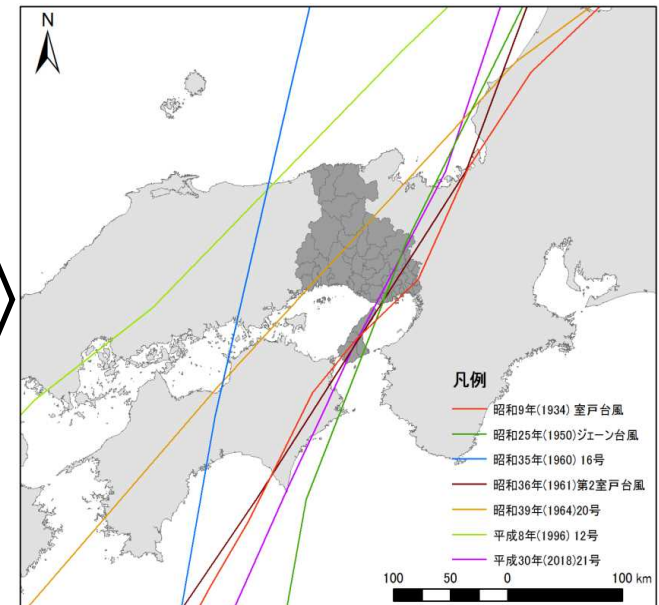 N
凡例
昭和9年(1934) 室戸台風
昭和25年(1950)ジェーン台風
昭和35年(1960) 16号
昭和36年(1961)第2室戸台風
昭和39年(1964)20号
平成8年(1996) 12号
平成30年(2018)21号
100 50 0 100 km